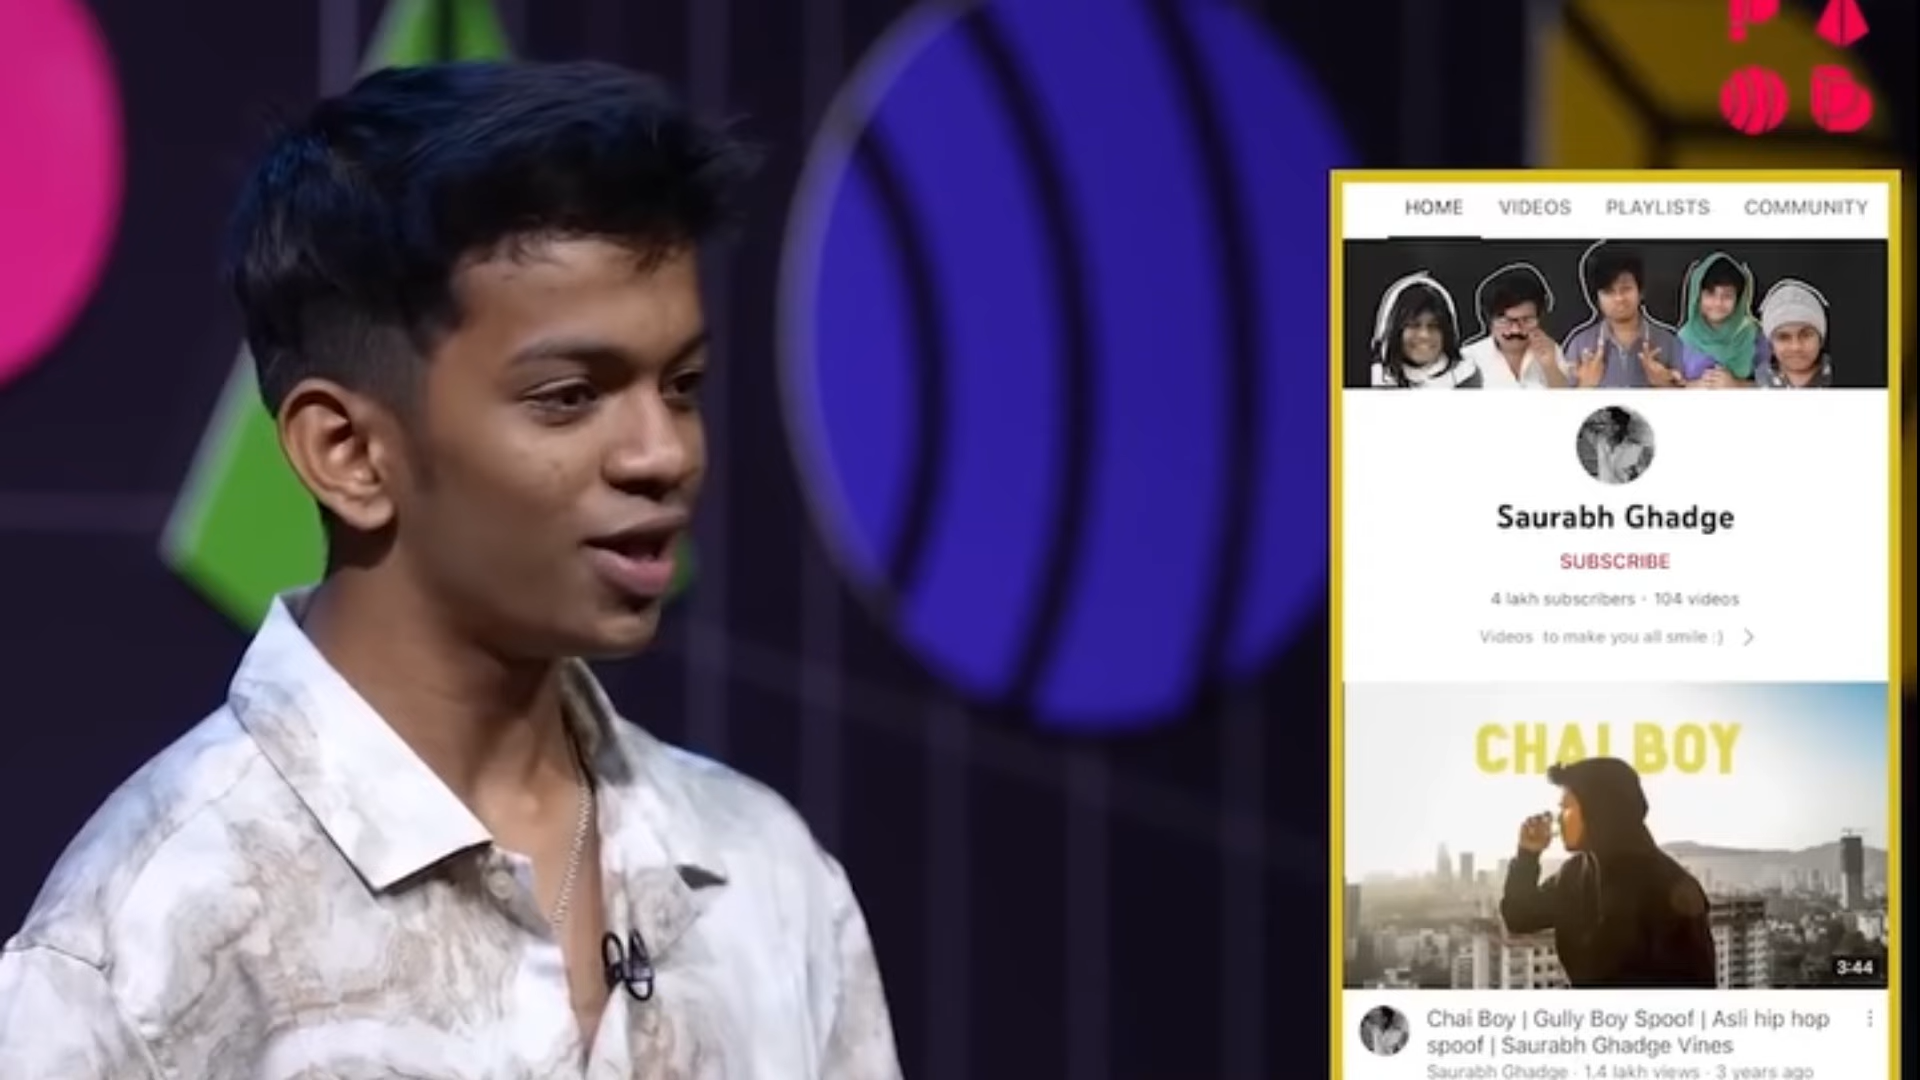 HOME VIDEOS PLAYLISTS COMMUNITY
Saurabh Ghadge
SUBSCRIBE
4 lakh subscribers · 104 videos
Videos to make you all smile :)
CHAI BOY
3:44
Chai Boy | Gully Boy Spoof | Asli hip hop
spoof | Saurabh Ghadge Vines
Saurabh Ghadge · 1.4 lakh views · 3 years ago